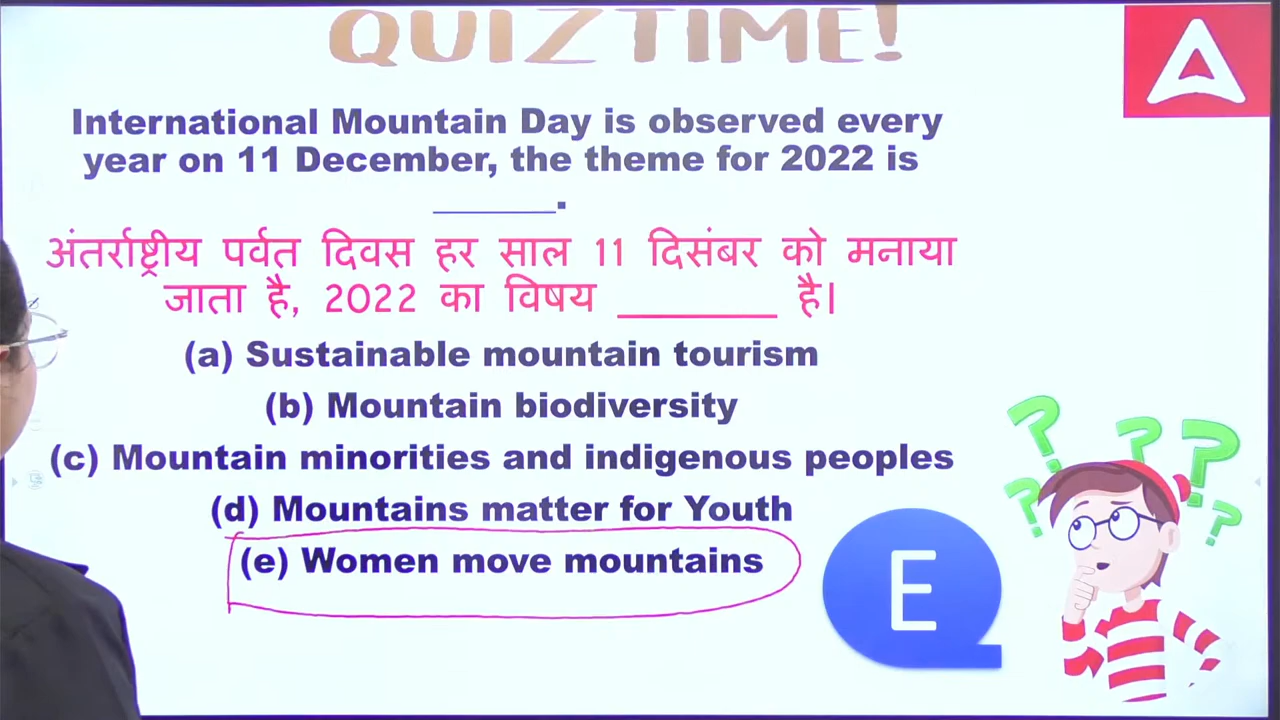 QUIZ TIME!
International Mountain Day is observed every
year on 11 December, the theme for 2022 is
______.
अंतर्राष्ट्रीय पर्वत दिवस हर साल 11 दिसंबर को मनाया
जाता है, 2022 का विषय ________ है।
(a) Sustainable mountain tourism
(b) Mountain biodiversity
(c) Mountain minorities and indigenous peoples
(d) Mountains matter for Youth
(e) Women move mountains
E